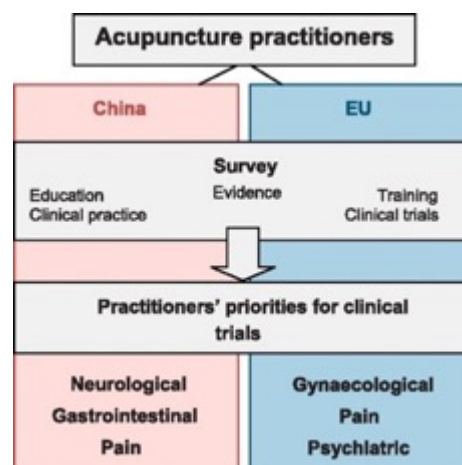 Acupuncture practitioners
China
EU
Survey
Evidence
Education
Clinical practice
Training
Clinical trials
Practitioners' priorities for clinical
trials
Neurological
Gastrointestinal
Pain
Gynaecological
Pain
Psychiatric